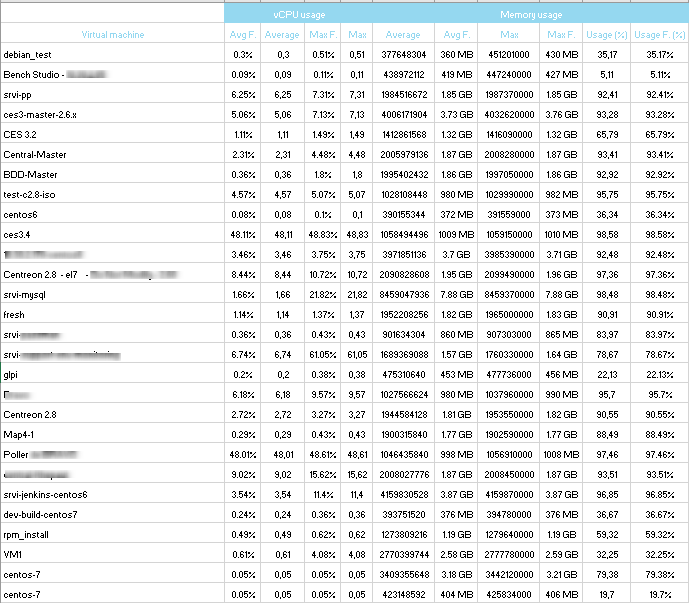 vCPU usage Memory usage
Virtual machine Avg F. Average Max F. Max Average Avg F. Max Max F. Usage (%) Usage F. (%)
debian_test 0.3% 0,3 0.51% 0,51 377648304 360 MB 451201000 430 MB 35,17 35.17%
Bench Studio - 0.09% 0,09 0.11% 0,11 438972112 419 MB 447240000 427 MB 5,11 5.11%
srvi-pp 6.25% 6,25 7.31% 7,31 1984516672 1.85 GB 1987370000 1.85 GB 92,41 92.41%
ces3-master-2.6.x 5.06% 5,06 7.13% 7,13 4006171904 3.73 GB 4032620000 3.76 GB 93,28 93.28%
CES 3.2 1.11% 1,11 1.49% 1,49 1412861568 1.32 GB 1416090000 1.32 GB 65,79 65.79%
Central-Master 2.31% 2,31 4.48% 4,48 2005979136 1.87 GB 2008280000 1.87 GB 93,41 93.41%
BDD-Master 0.36% 0,36 1.8% 1,8 1995402432 1.86 GB 1997050000 1.86 GB 92,92 92.92%
test-c2.8-iso 4.57% 4,57 5.07% 5,07 1028108448 980 MB 1029990000 982 MB 95,75 95.75%
centos6 0.08% 0,08 0.1% 0,1 390155344 372 MB 391559000 373 MB 36,34 36.34%
ces3.4 48.11% 48,11 48.83% 48,83 1058494496 1009 MB 1059150000 1010 MB 98,58 98.58%
3.46% 3,46 3.75% 3,75 3971851136 3.7 GB 3985390000 3.71 GB 92,48 92.48%
Centreon 2.8 - el7 - 8.44% 8,44 10.72% 10,72 2090828608 1.95 GB 2099490000 1.96 GB 97,36 97.36%
srvi-mysql 1.66% 1,66 21.82% 21,82 8459047936 7.88 GB 8459370000 7.88 GB 98,48 98.48%
fresh 1.14% 1,14 1.37% 1,37 1952208256 1.82 GB 1965000000 1.83 GB 90,91 90.91%
srvi- 0.36% 0,36 0.43% 0,43 901634304 860 MB 907303000 865 MB 83,97 83.97%
srvi- 6.74% 6,74 61.05% 61,05 1689369088 1.57 GB 1760330000 1.64 GB 78,67 78.67%
glpi 0.2% 0,2 0.38% 0,38 475310640 453 MB 477736000 456 MB 22,13 22.13%
6.18% 6,18 9.57% 9,57 1027566624 980 MB 1037960000 990 MB 95,7 95.7%
Centreon 2.8 2.72% 2,72 3.27% 3,27 1944584128 1.81 GB 1953550000 1.82 GB 90,55 90.55%
Map4-1 0.29% 0,29 0.43% 0,43 1900315840 1.77 GB 1902590000 1.77 GB 88,49 88.49%
Poller 48.01% 48,01 48.61% 48,61 1046435840 998 MB 1056910000 1008 MB 97,46 97.46%
9.02% 9,02 15.62% 15,62 2008027776 1.87 GB 2008450000 1.87 GB 93,51 93.51%
srvi-jenkins-centos6 3.54% 3,54 11.4% 11,4 4159830528 3.87 GB 4159870000 3.87 GB 96,85 96.85%
dev-build-centos7 0.24% 0,24 0.36% 0,36 393751520 376 MB 394780000 376 MB 36,67 36.67%
rpm_install 0.49% 0,49 0.62% 0,62 1273809216 1.19 GB 1279640000 1.19 GB 59,32 59.32%
VM1 0.61% 0,61 4.08% 4,08 2770399744 2.58 GB 2777780000 2.59 GB 32,25 32.25%
centos-7 0.05% 0,05 0.05% 0,05 3409355648 3.18 GB 3442120000 3.21 GB 79,38 79.38%
centos-7 0.05% 0,05 0.05% 0,05 423148592 404 MB 425834000 406 MB 19,7 19.7%